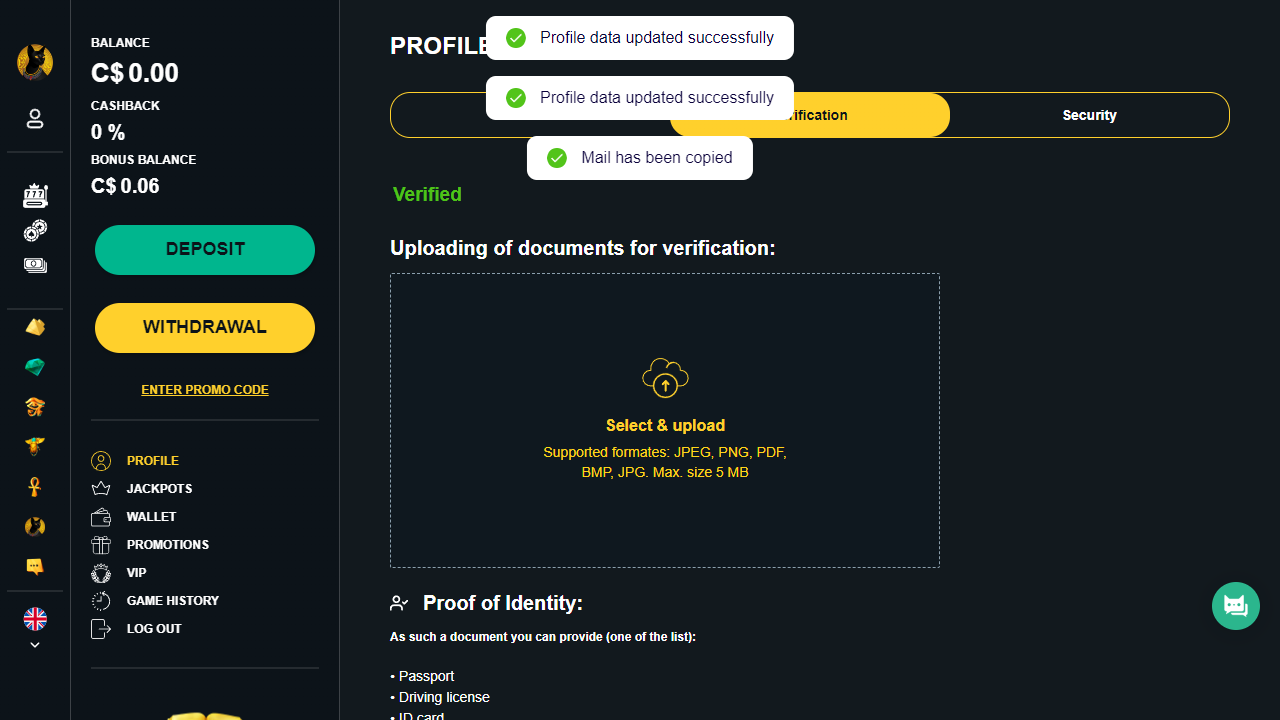 BALANCE
C$ 0.00
CASHBACK
0 %
BONUS BALANCE
C$ 0.06
DEPOSIT
WITHDRAWAL
ENTER PROMO CODE
PROFILE
JACKPOTS
WALLET
PROMOTIONS
VIP
GAME HISTORY
LOG OUT
PROFILE
Profile data updated successfully
Profile data updated successfully
Mail has been copied
Security
Verified
Uploading of documents for verification:
Select & upload
Supported formates: JPEG, PNG, PDF,
BMP, JPG. Max. size 5 MB
Proof of Identity:
As such a document you can provide (one of the list):
• Passport
• Driving license
• ID card